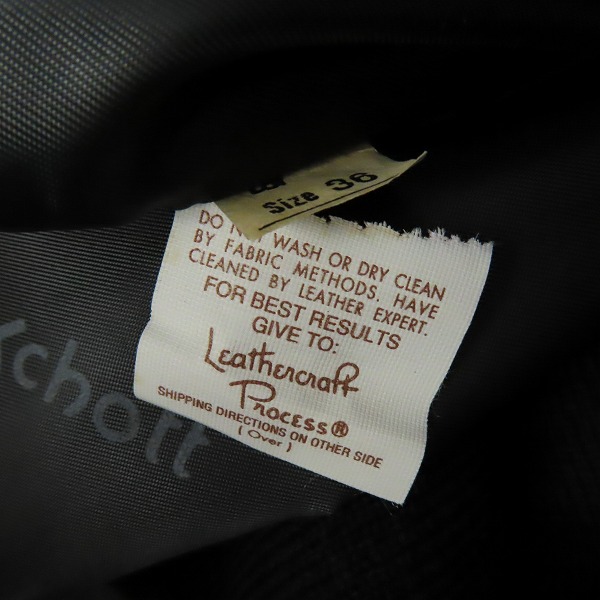 Size 36
DO NOT WASH OR DRY CLEAN
BY FABRIC METHODS. HAVE
CLEANED BY LEATHER EXPERT.
FOR BEST RESULTS
GIVE TO:
Leathercraft
Process®
SHIPPING DIRECTIONS ON OTHER SIDE
(Over)
chott